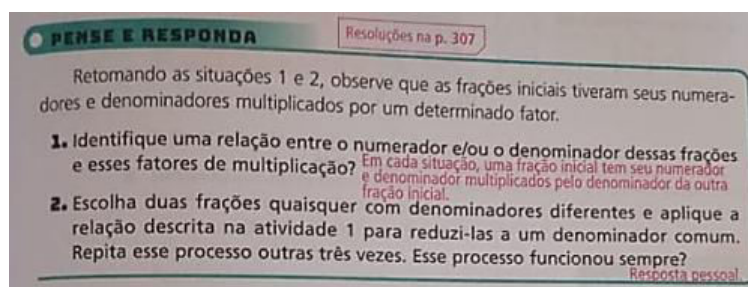 PENSE E RESPONDA
Resoluções na p. 307
Retomando as situações 1 e 2, observe que as frações iniciais tiveram seus numera-
dores e denominadores multiplicados por um determinado fator.
1. Identifique uma relação entre o numerador e/ou o denominador dessas frações
e esses fatores de multiplicação? Em cada situação, uma fração inicial tem seu numerador
e denominador multiplicados pelo denominador da outra
fração inicial.
2. Escolha duas frações quaisquer com denominadores diferentes e aplique a
relação descrita na atividade 1 para reduzi-las a um denominador comum.
Repita esse processo outras três vezes. Esse processo funcionou sempre?
Resposta pessoal.